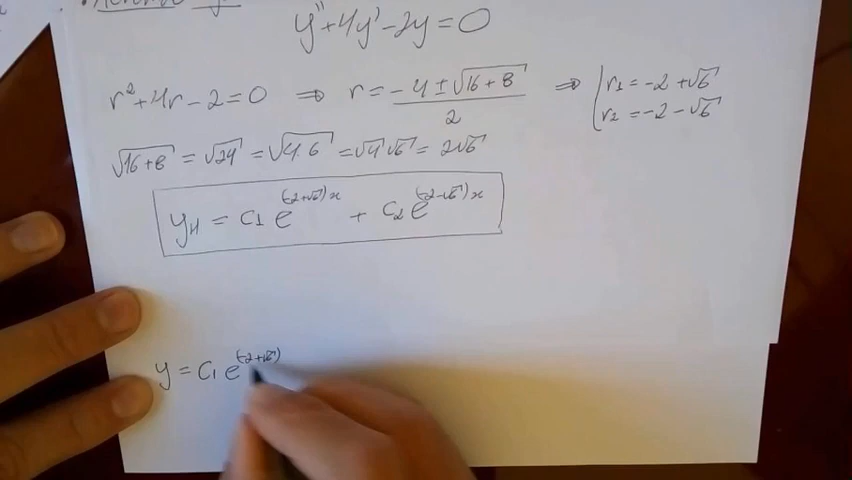 y'' + 4y' - 2y = 0
r² + 4r - 2 = 0 ⇒ r = (-4 ± √(16 + 8)) / 2 ⇒ { r₁ = -2 + √6
r₂ = -2 - √6
√(16+8) = √24 = √(4.6) = √4 √6 = 2√6
y_H = c₁ e^((-2+√6)x) + c₂ e^((-2-√6)x)
y = c₁ e^((-2+√6)